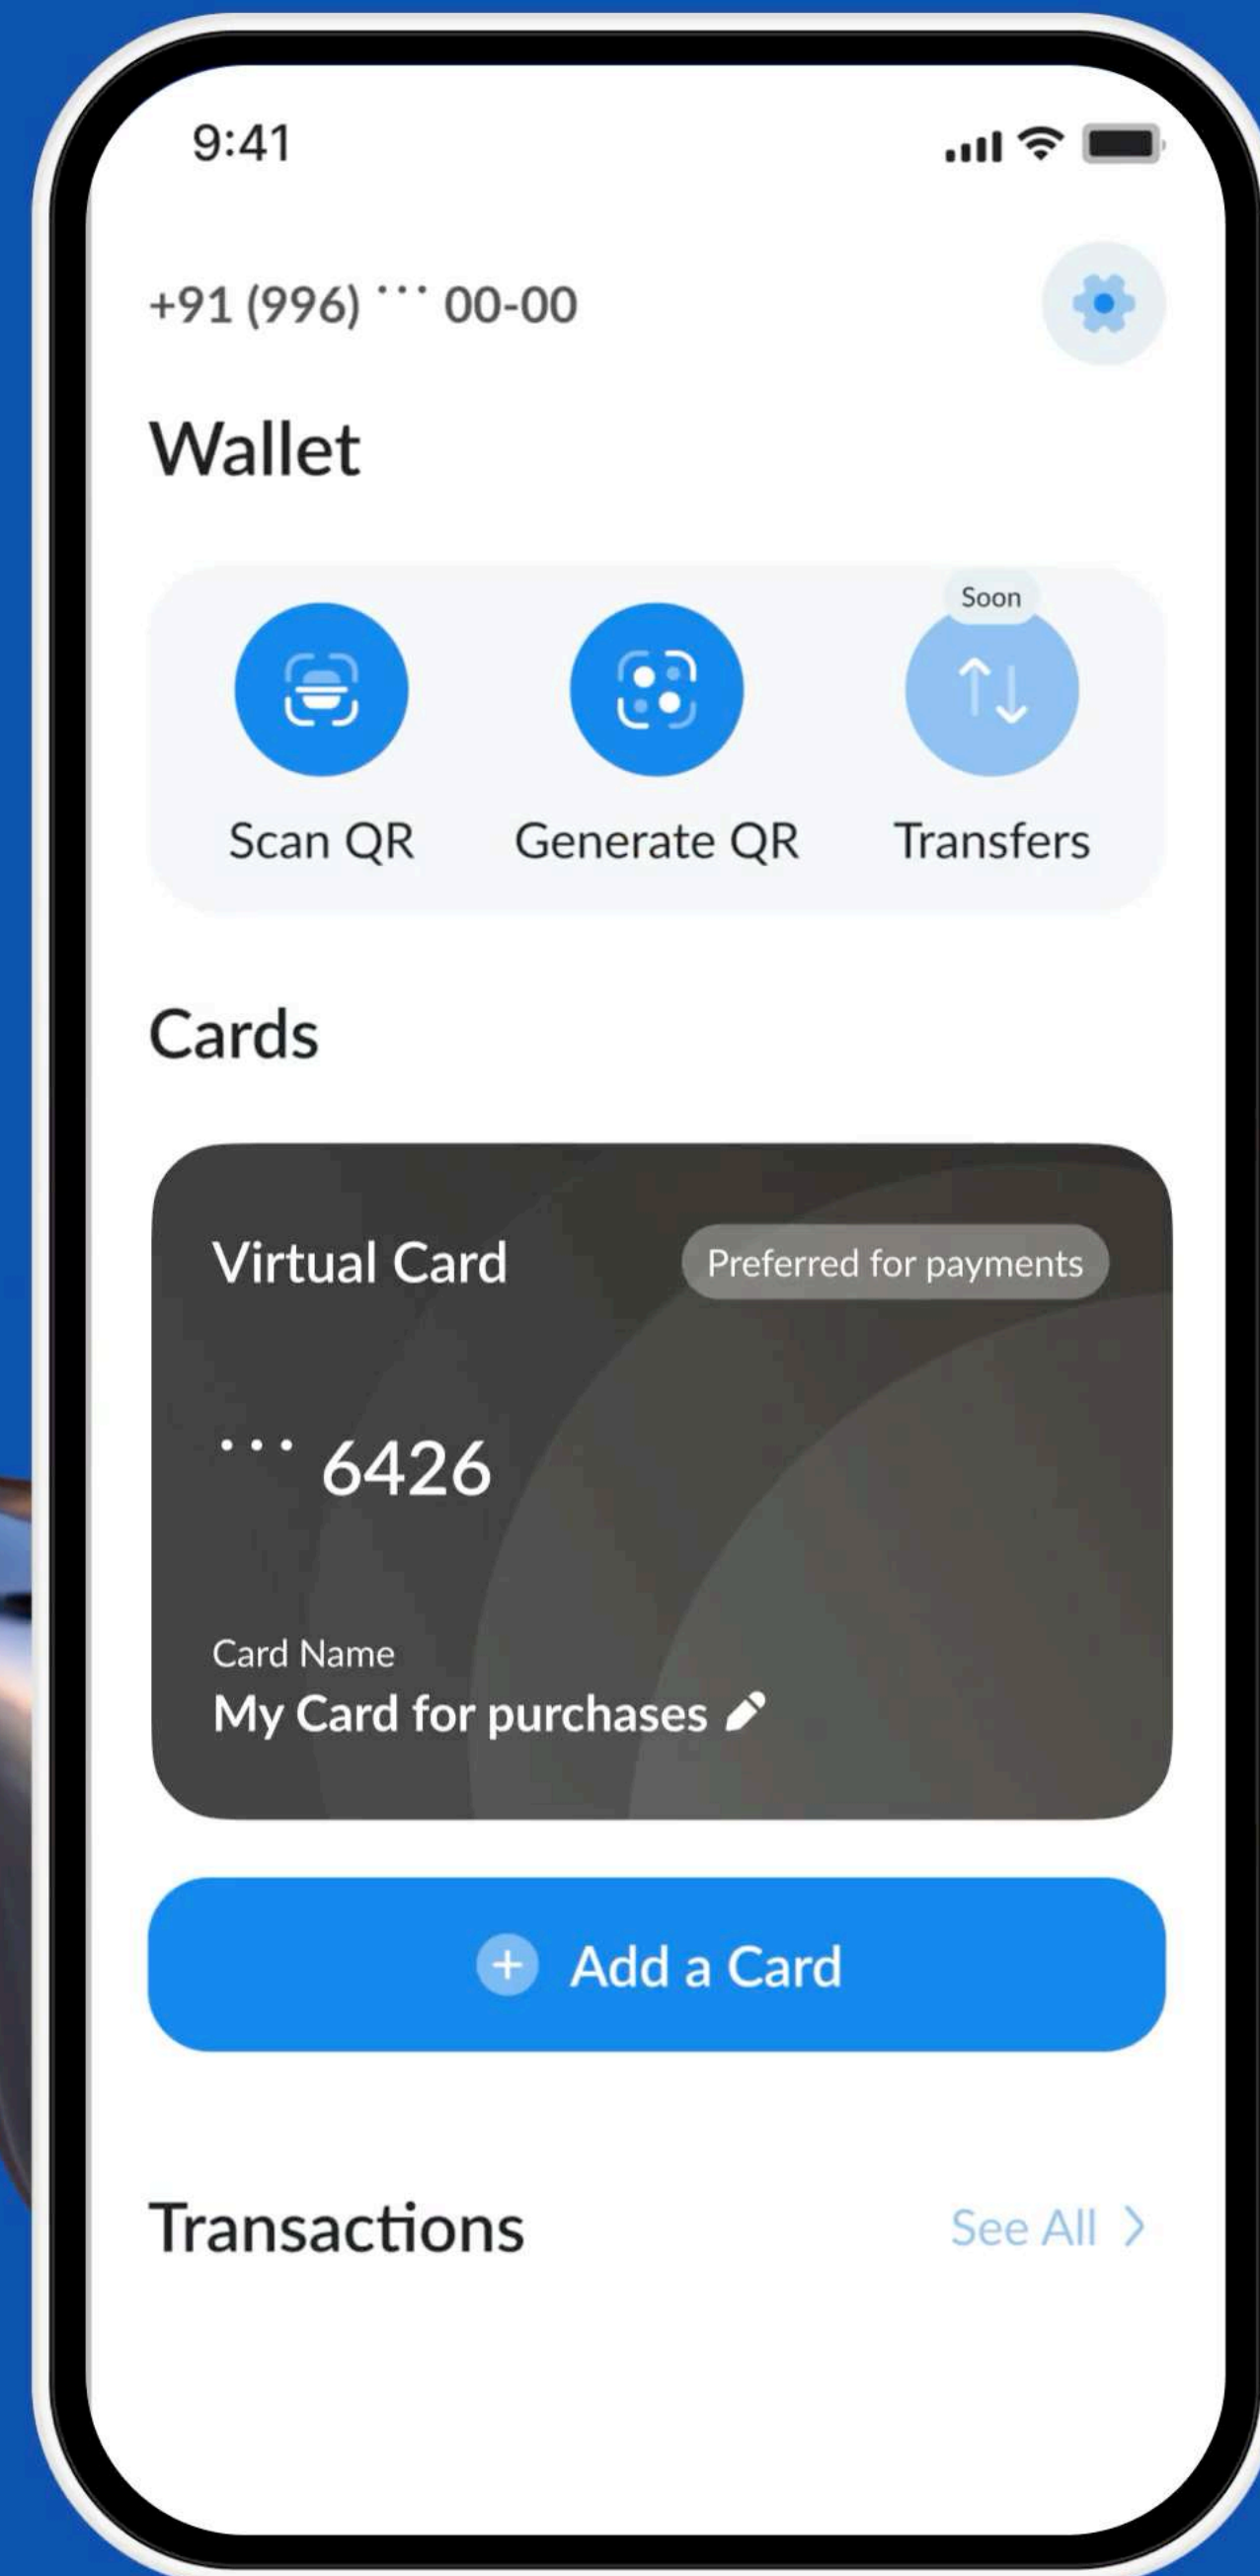 9:41
+91 (996) ··· 00-00
Wallet
Soon
Scan QR Generate QR Transfers
Cards
Virtual Card Preferred for payments
··· 6426
Card Name
My Card for purchases
Add a Card
Transactions See All